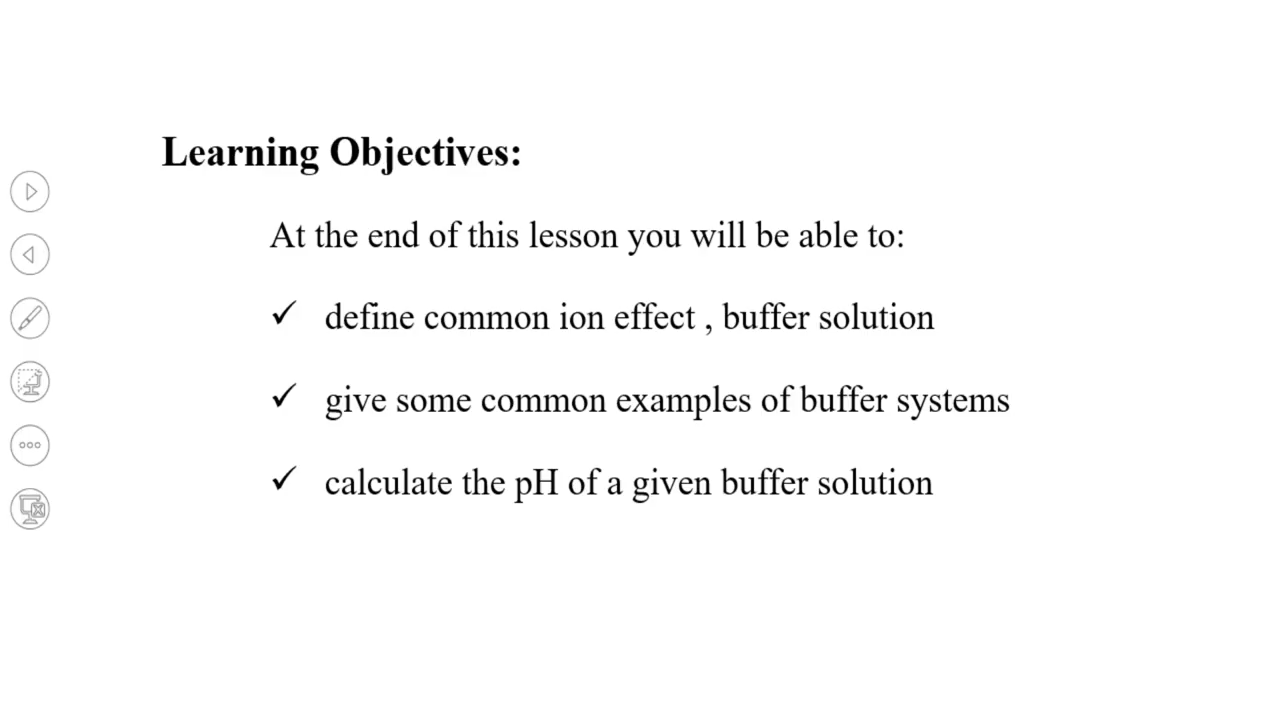 Learning Objectives:
At the end of this lesson you will be able to:
✓ define common ion effect , buffer solution
✓ give some common examples of buffer systems
✓ calculate the pH of a given buffer solution